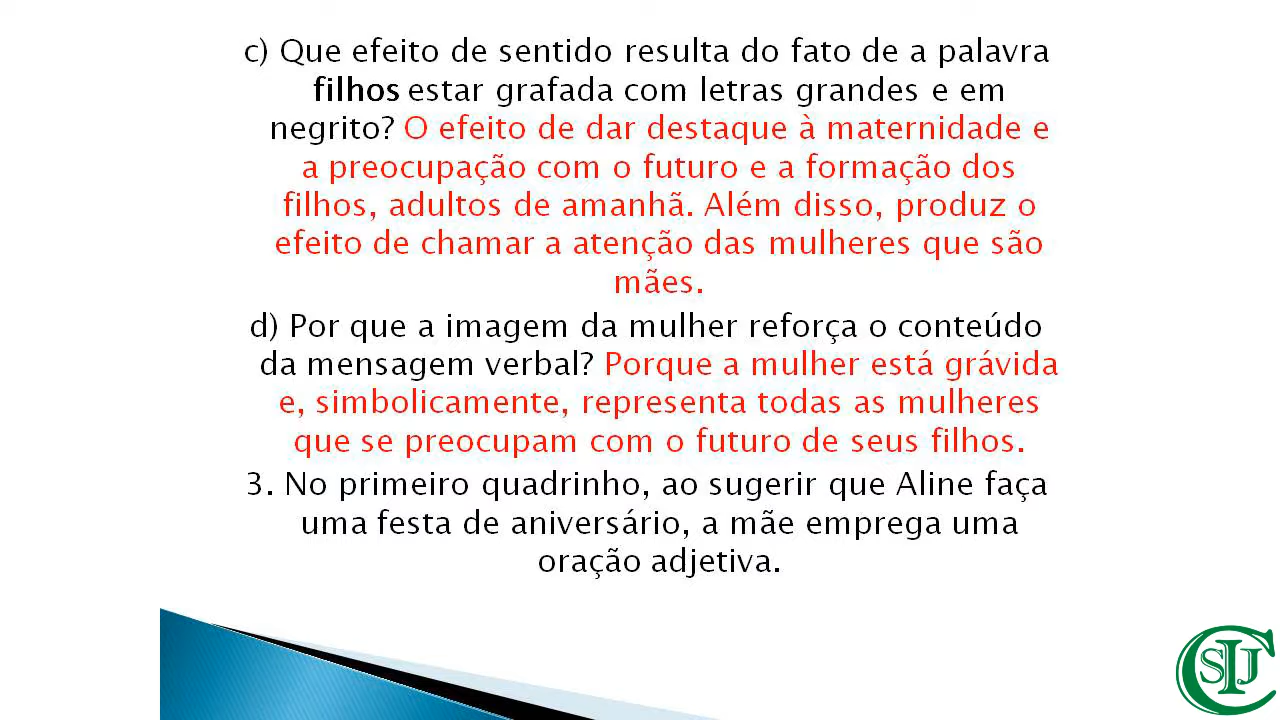 c) Que efeito de sentido resulta do fato de a palavra
filhos estar grafada com letras grandes e em
negrito? O efeito de dar destaque à maternidade e
a preocupação com o futuro e a formação dos
filhos, adultos de amanhã. Além disso, produz o
efeito de chamar a atenção das mulheres que são
mães.
d) Por que a imagem da mulher reforça o conteúdo
da mensagem verbal? Porque a mulher está grávida
e, simbolicamente, representa todas as mulheres
que se preocupam com o futuro de seus filhos.
3. No primeiro quadrinho, ao sugerir que Aline faça
uma festa de aniversário, a mãe emprega uma
oração adjetiva.
CSIJ